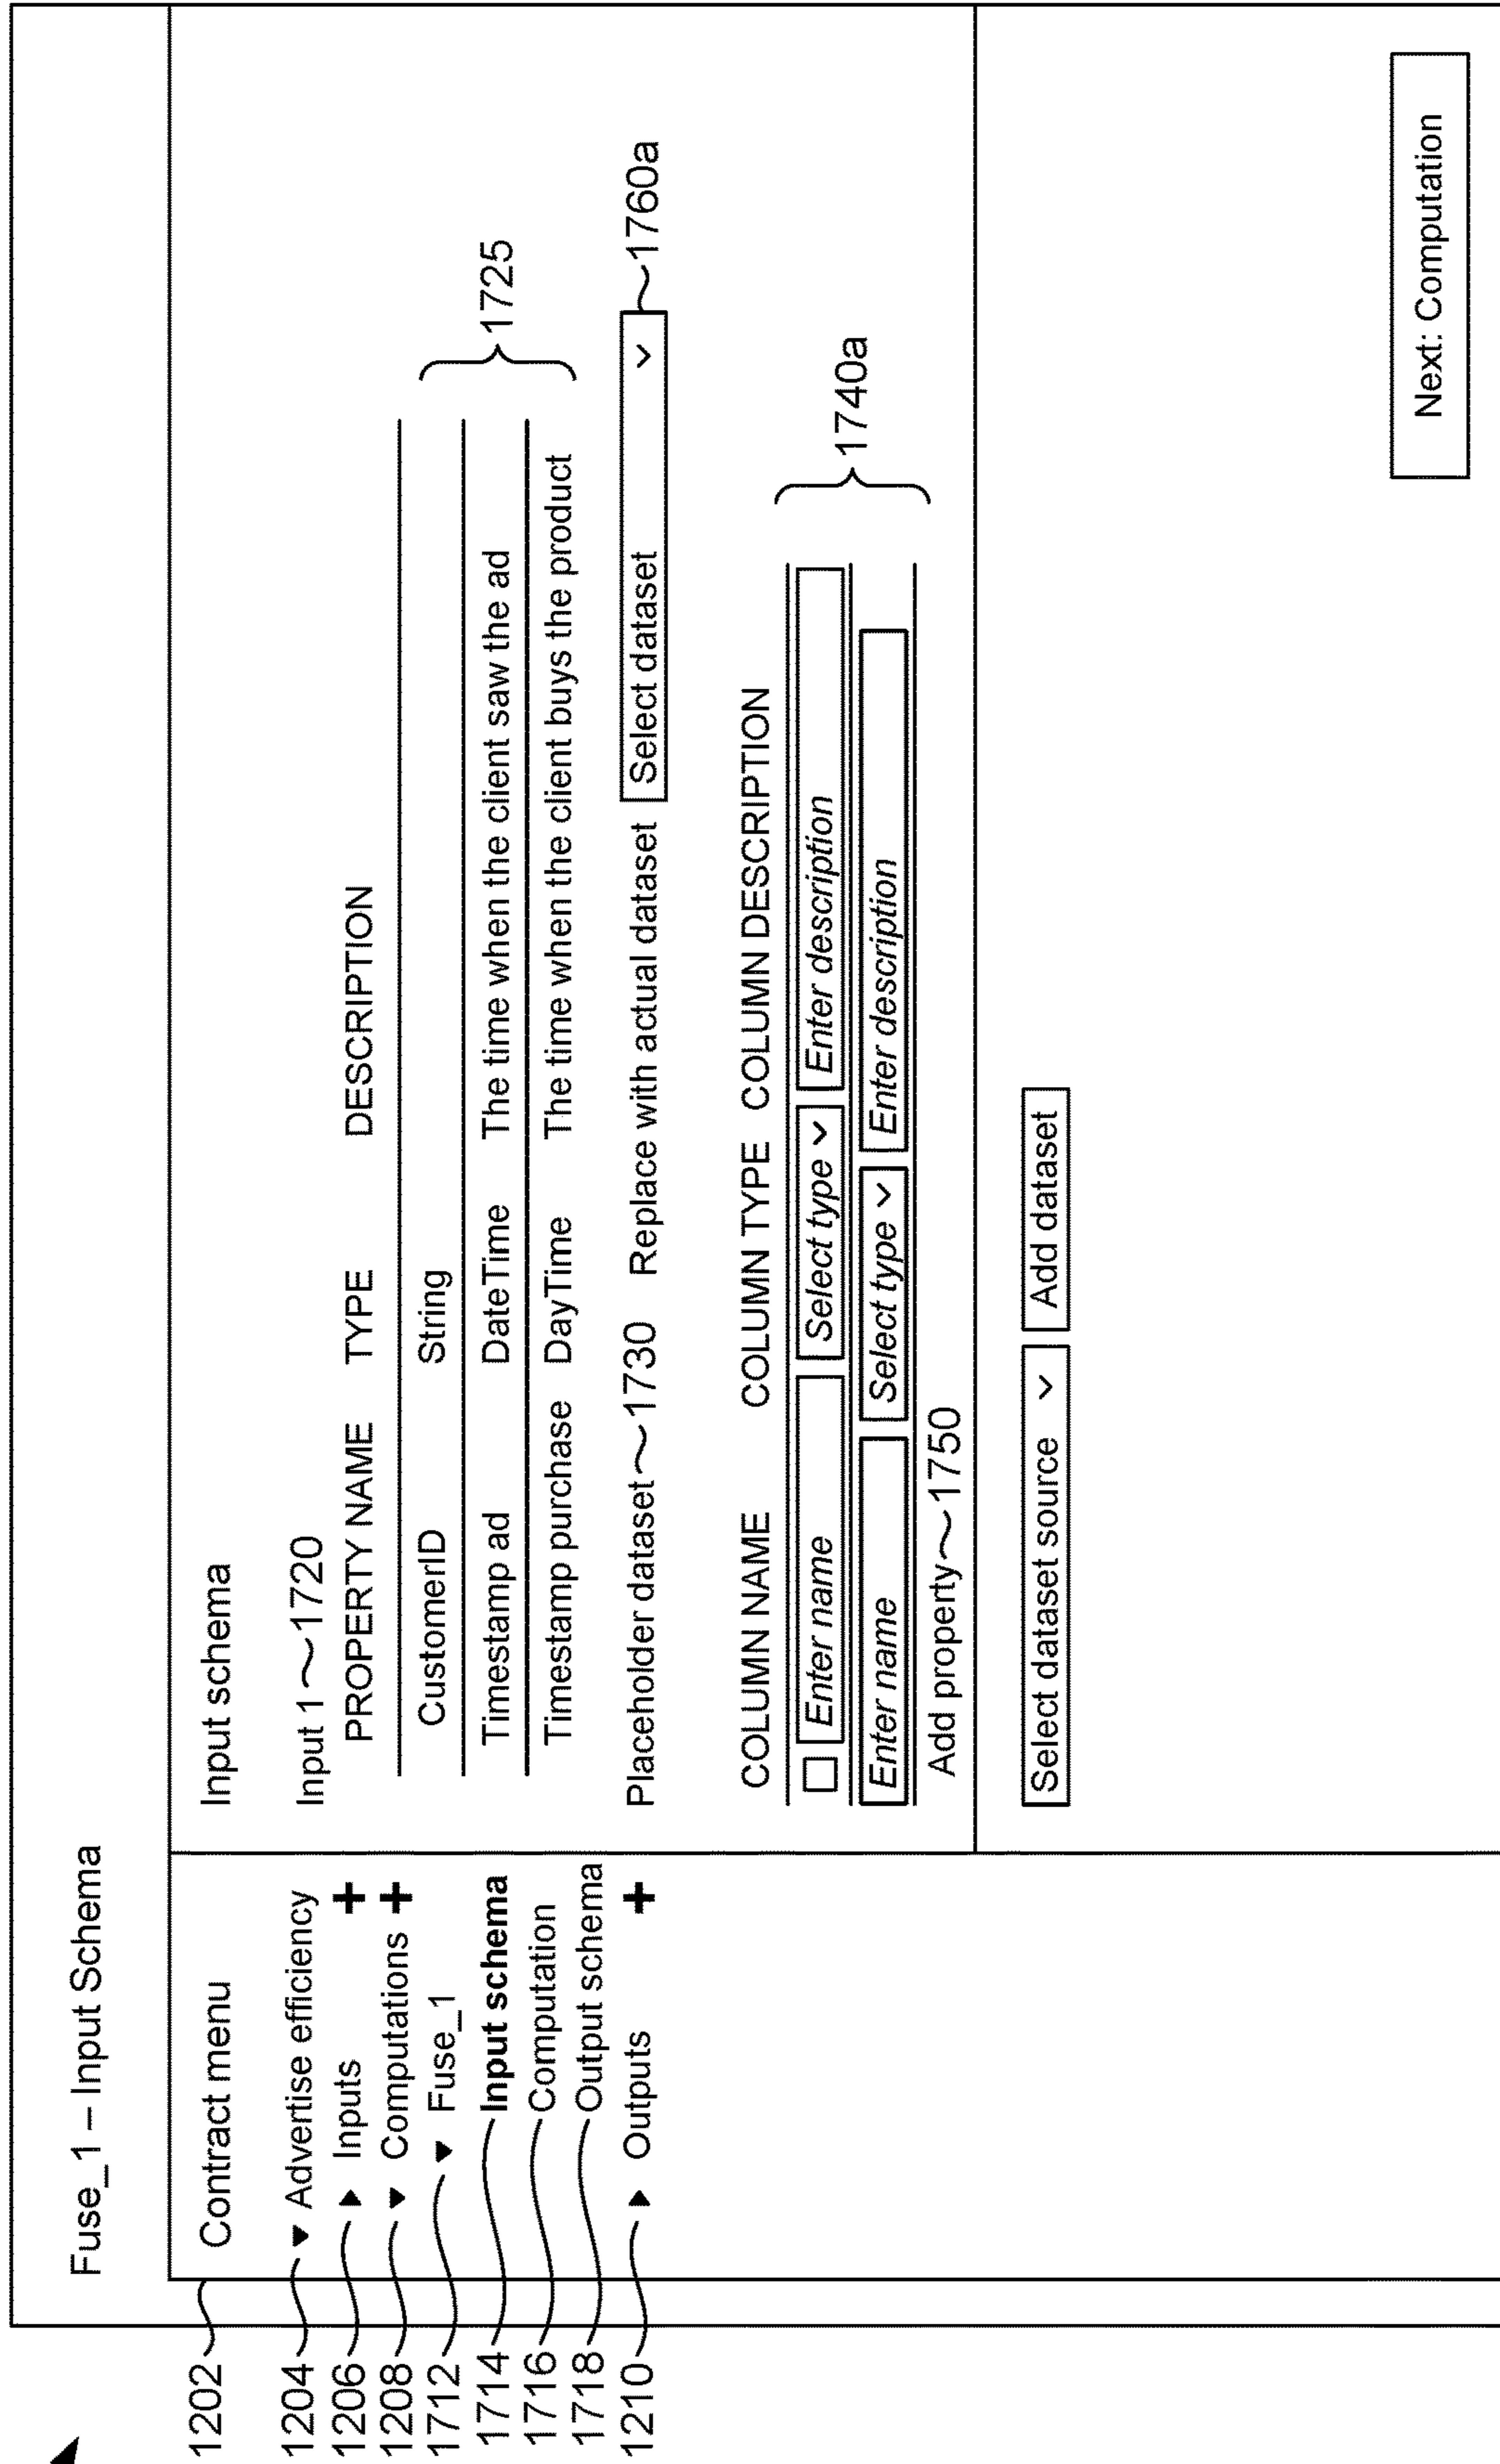 Fuse_1 – Input Schema
1202
Contract menu
1204 Advertise efficiency
1206 Inputs +
1208 Computations +
1712 Fuse_1
1714 Input schema
1716 Computation
1718 Output schema
1210 Outputs +
Input schema
Input 1~1720
PROPERTY NAME TYPE DESCRIPTION
CustomerID String
Timestamp ad DateTime The time when the client saw the ad
Timestamp purchase DayTime The time when the client buys the product
1725
Placeholder dataset~1730 Replace with actual dataset Select dataset ~1760a
COLUMN NAME COLUMN TYPE COLUMN DESCRIPTION
Enter name Select type Enter description
Enter name Select type Enter description
1740a
Add property~1750
Select dataset source Add dataset
Next: Computation